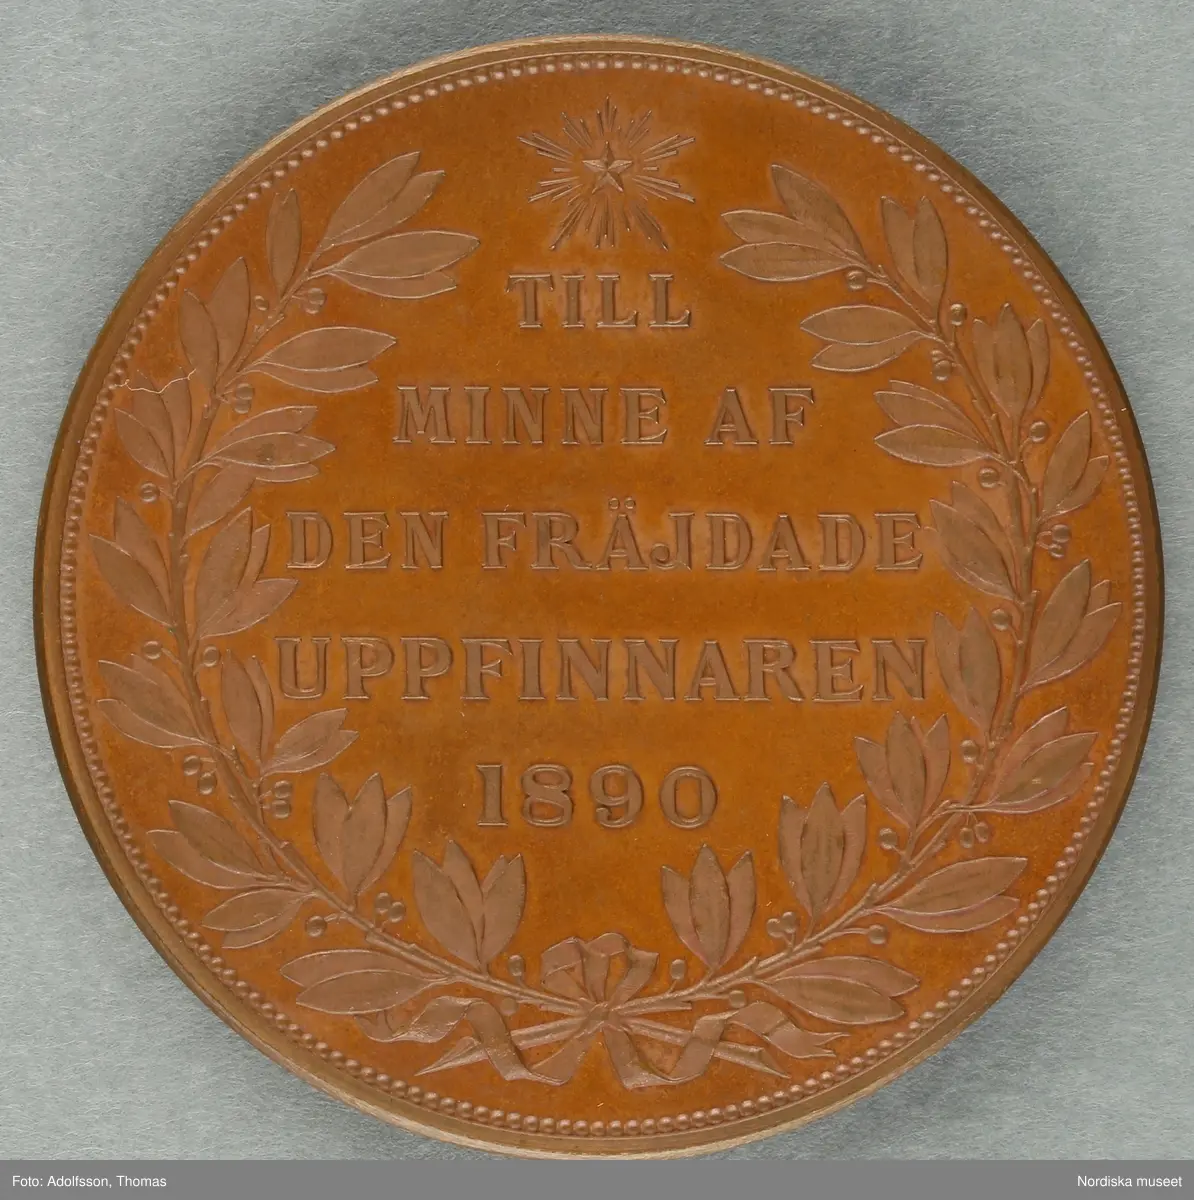 TILL
MINNE AF
DEN FRÄJDADE
UPPFINNAREN
1890
Foto: Adolfsson, Thomas
Nordiska museet